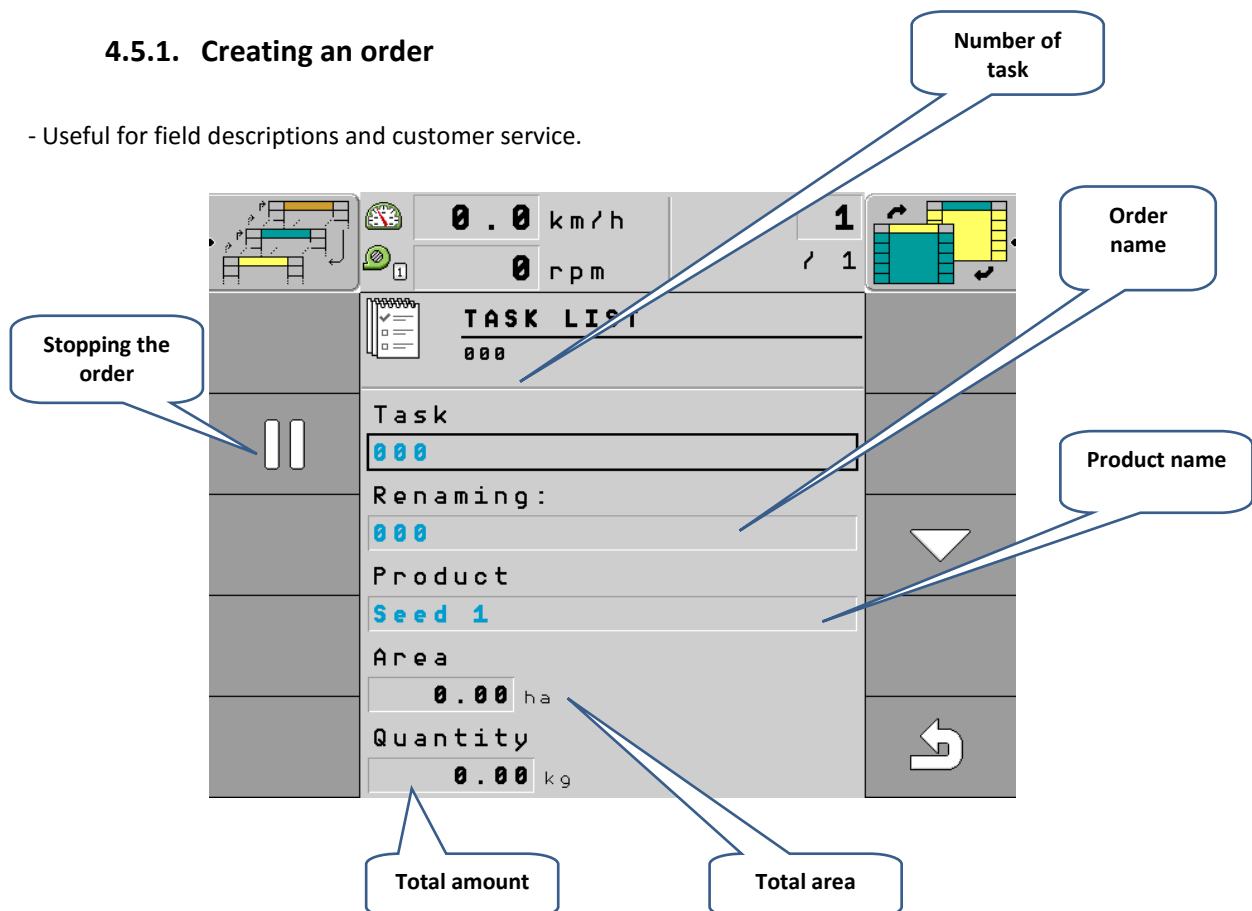 4.5.1. Creating an order
Number of
task
- Useful for field descriptions and customer service.
0.0 km/h
1
0 rpm
/ 1
1
Order
name
TASK LIST
000
Stopping the
order
Task
000
Product name
Renaming:
000
Product
Seed 1
Area
0.00 ha
Quantity
0.00 kg
Total amount
Total area